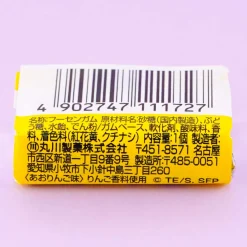 4 902747 111727
名称 フーセンガム 原材料名 砂糖(国内製造)、ぶど
う糖、水飴、でん粉/ガムベース、軟化剤、酸味料、香
料、着色料(紅花黄、クチナシ) 内容量 1個 製造者:
丸川製菓株式会社 〒451-8571 名古屋
市西区新道一丁目9番9号 製造所 〒485-0051
愛知県小牧市下小針中島三丁目260
(あおりんご味)りんご香料使用 © TE/S, SFP